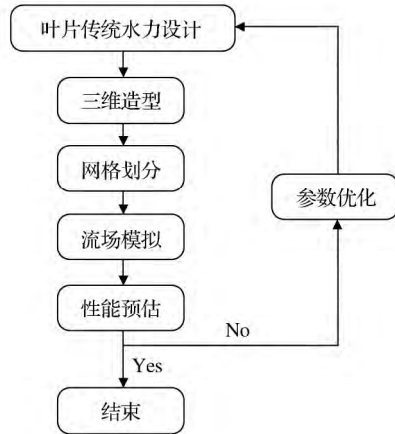 叶片传统水力设计
三维造型
网格划分
参数优化
流场模拟
性能预估
No
Yes
结束